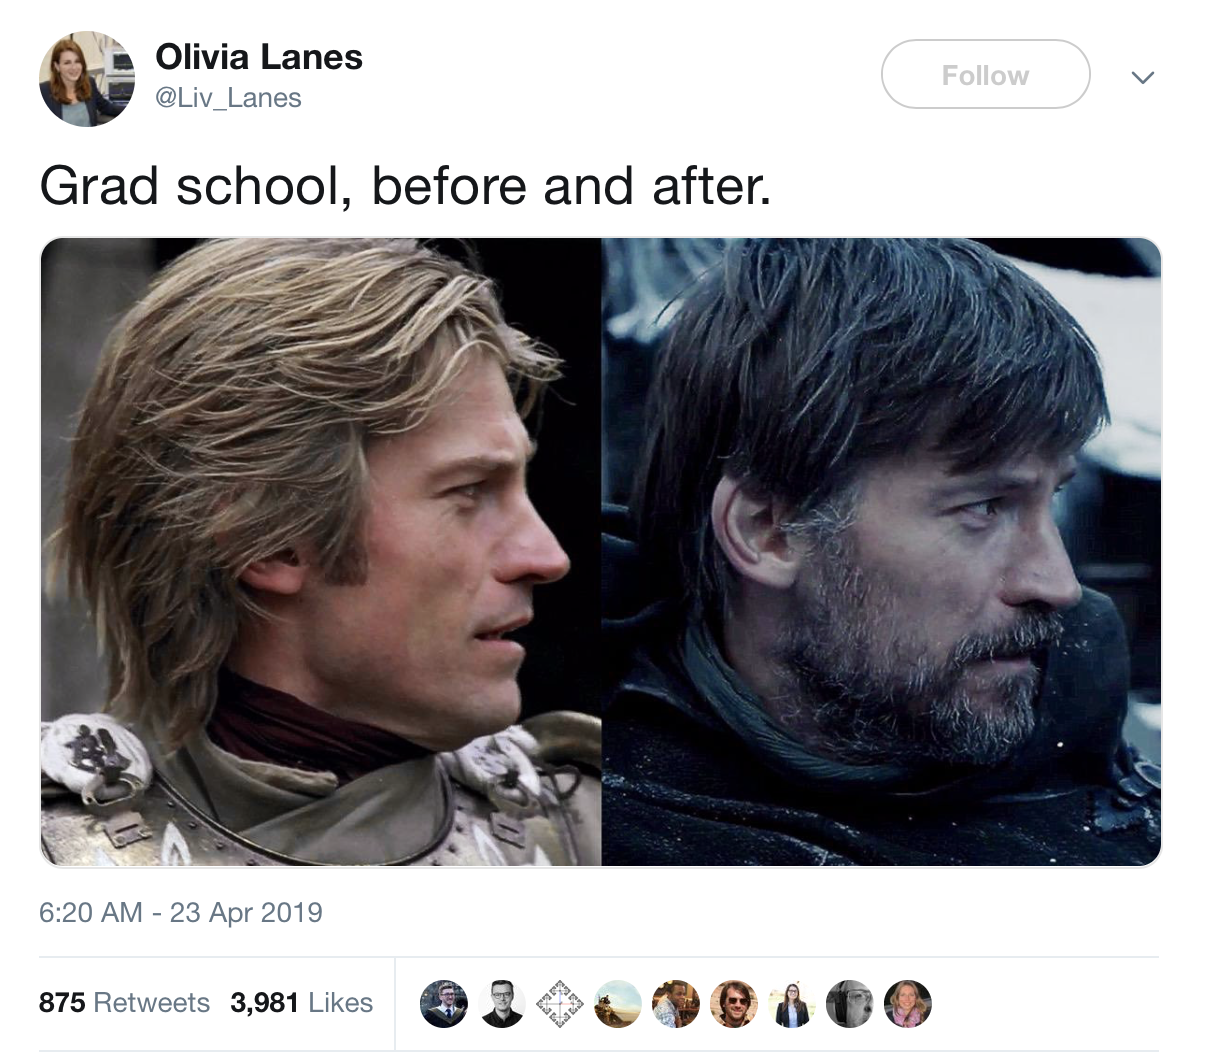 Olivia Lanes
@Liv_Lanes
Follow
Grad school, before and after.
6:20 AM - 23 Apr 2019
875 Retweets 3,981 Likes